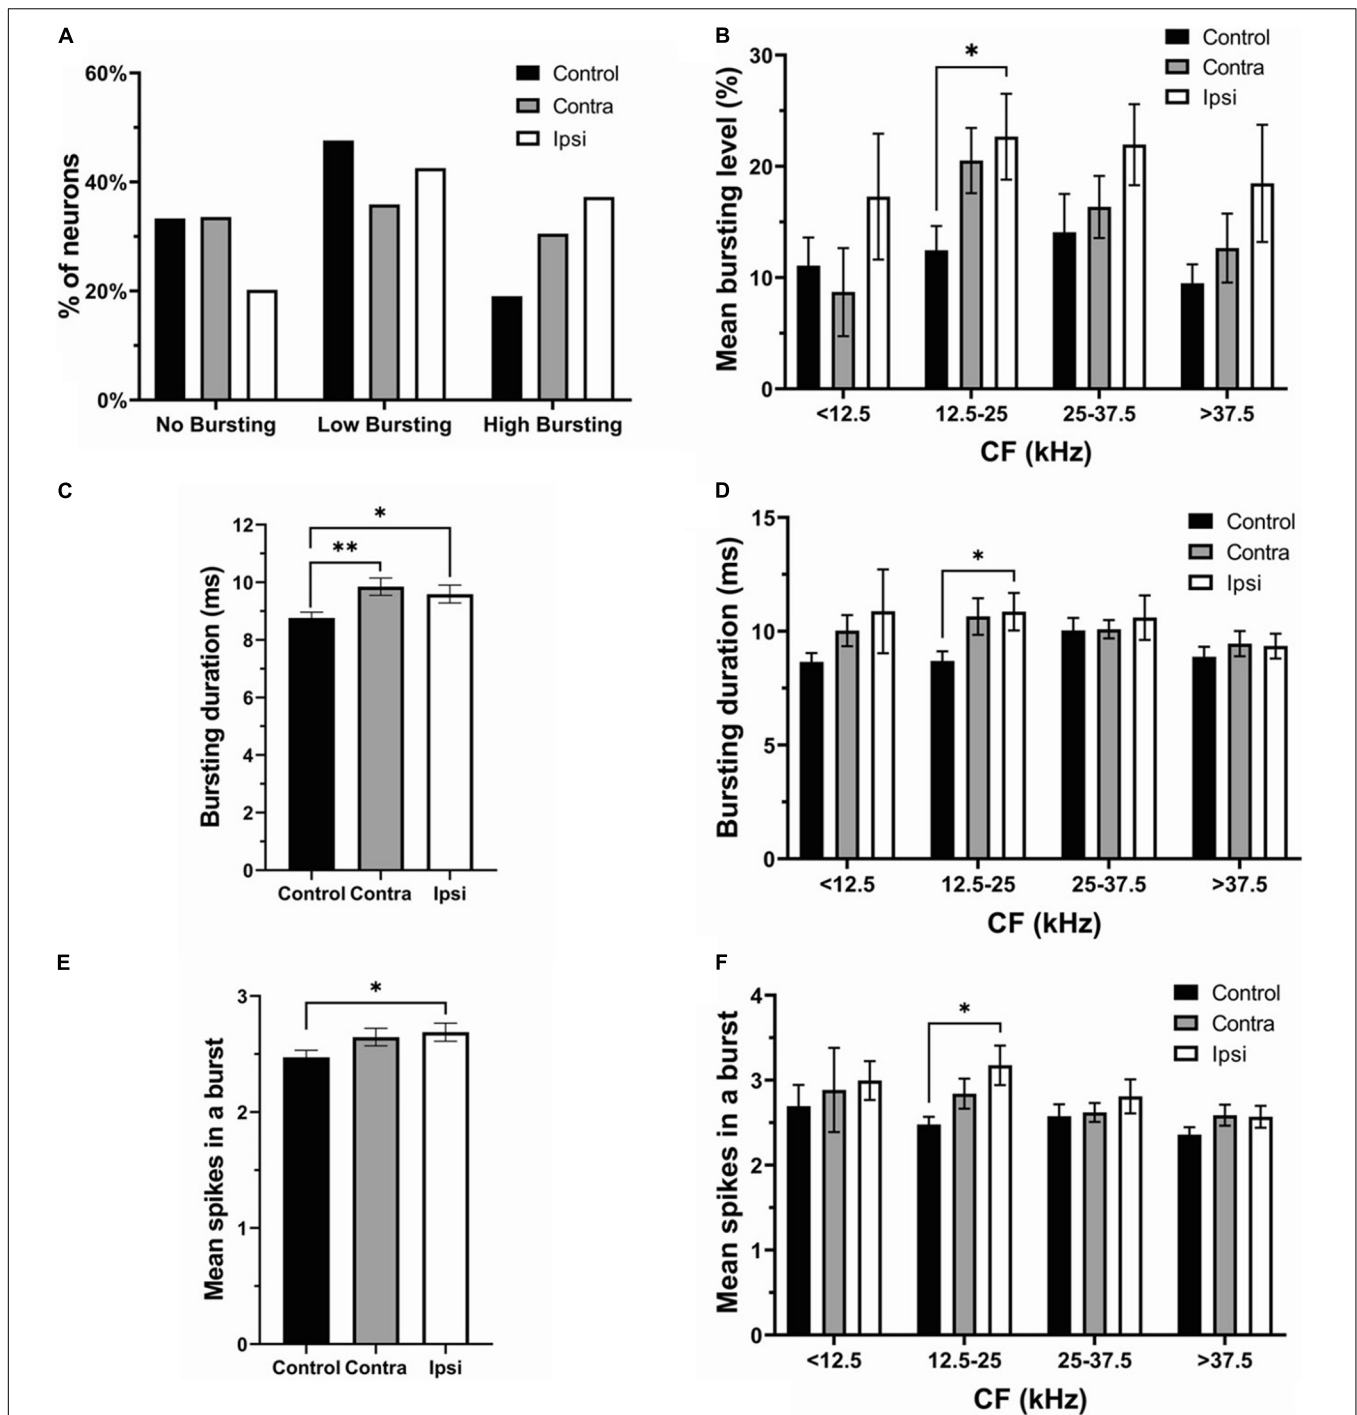 A
60%
40%
20%
0%
% of neurons
Control
Contra
Ipsi
No Bursting Low Bursting High Bursting
B
30
20
10
0
Mean bursting level (%)
*
Control
Contra
Ipsi
<12.5 12.5-25 25-37.5 >37.5
CF (kHz)
C
12
10
8
6
4
2
0
Bursting duration (ms)
*
**
Control Contra Ipsi
D
15
10
5
0
Bursting duration (ms)
*
Control
Contra
Ipsi
<12.5 12.5-25 25-37.5 >37.5
CF (kHz)
E
3
2
1
0
Mean spikes in a burst
*
Control Contra Ipsi
F
4
3
2
1
0
Mean spikes in a burst
*
Control
Contra
Ipsi
<12.5 12.5-25 25-37.5 >37.5
CF (kHz)